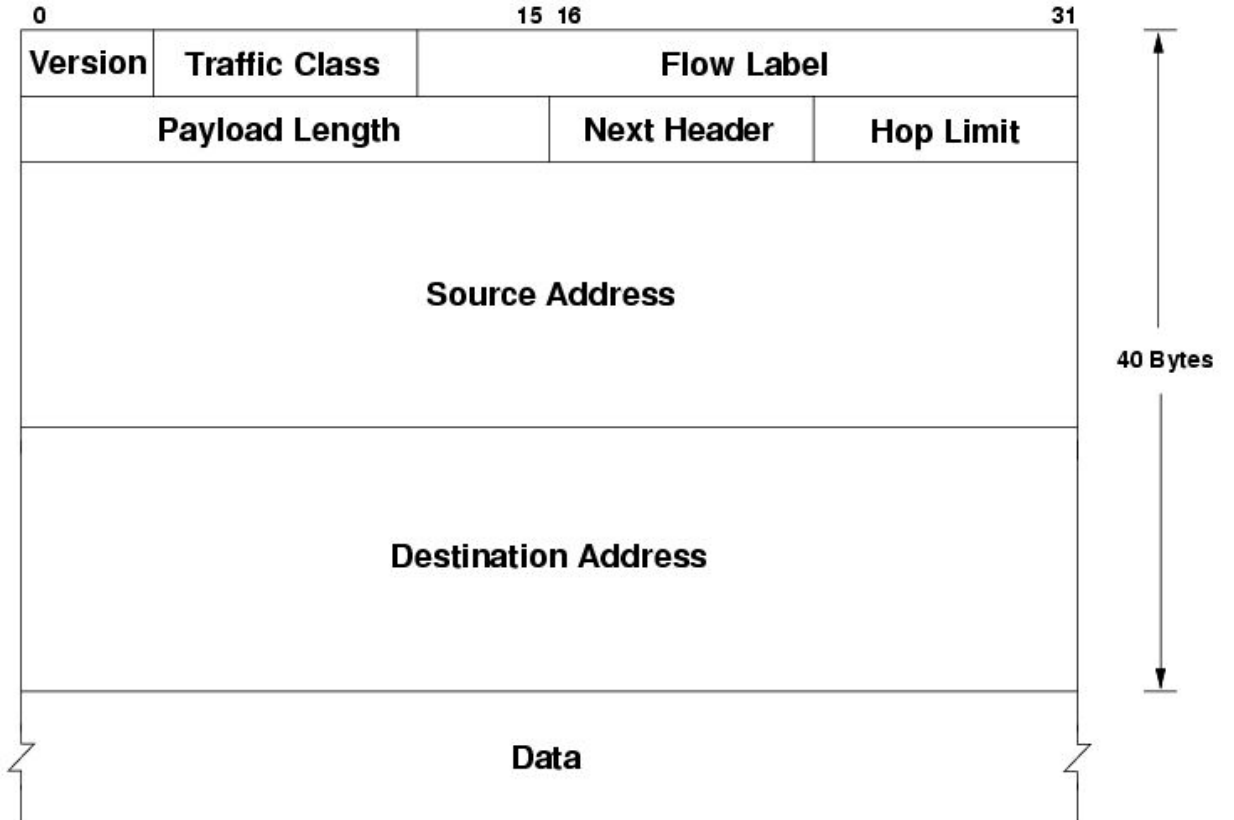 0 15 16 31
Version Traffic Class Flow Label
Payload Length Next Header Hop Limit
Source Address
40 Bytes
Destination Address
Data